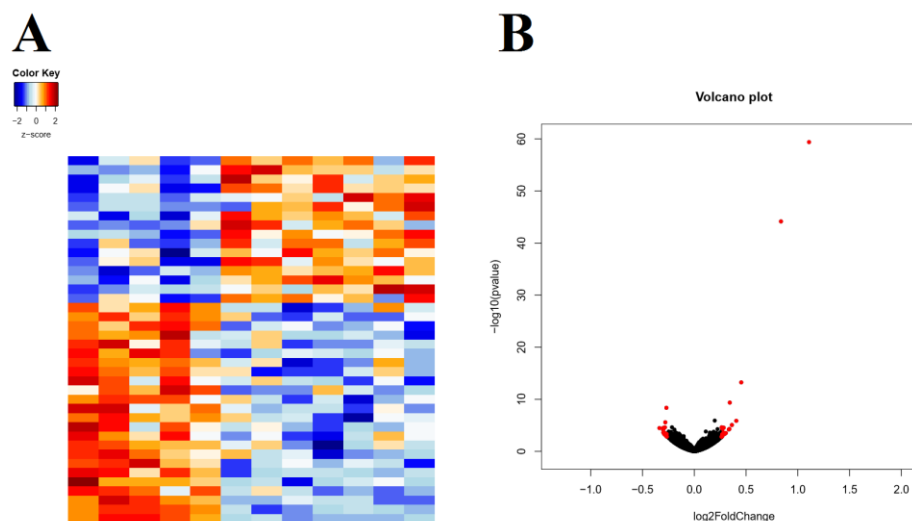 A
B
Color Key
−2 0 2
z−score
Volcano plot
−log10(pvalue)
60
50
40
30
20
10
0
−1.0 −0.5 0.0 0.5 1.0 1.5 2.0
log2FoldChange